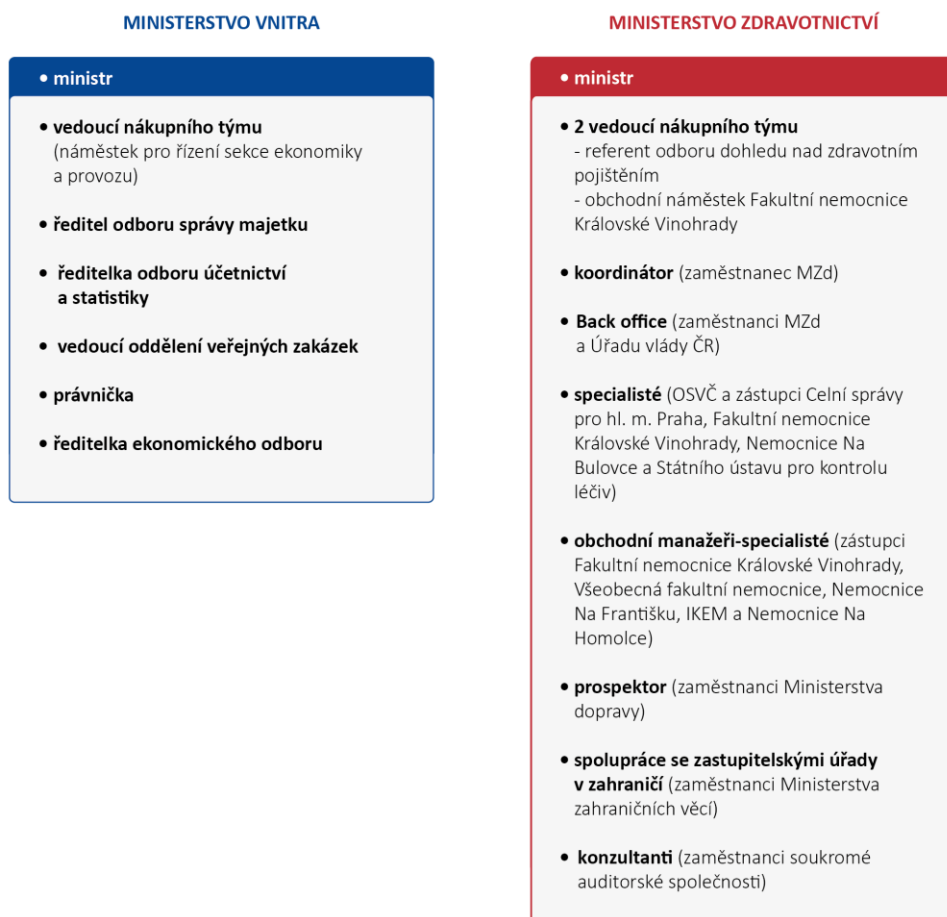 MINISTERSTVO VNITRA
• ministr
• vedoucí nákupního týmu
(náměstek pro řízení sekce ekonomiky
a provozu)
• ředitel odboru správy majetku
• ředitelka odboru účetnictví
a statistiky
• vedoucí oddělení veřejných zakázek
• právnička
• ředitelka ekonomického odboru
MINISTERSTVO ZDRAVOTNICTVÍ
• ministr
• 2 vedoucí nákupního týmu
- referent odboru dohledu nad zdravotním
pojištěním
- obchodní náměstek Fakultní nemocnice
Královské Vinohrady
• koordinátor (zaměstnanec MZd)
• Back office (zaměstnanci MZd
a Úřadu vlády ČR)
• specialisté (OSVČ a zástupci Celní správy
pro hl. m. Praha, Fakultní nemocnice
Královské Vinohrady, Nemocnice Na
Bulovce a Státního ústavu pro kontrolu
léčiv)
• obchodní manažeři-specialisté (zástupci
Fakultní nemocnice Královské Vinohrady,
Všeobecná fakultní nemocnice, Nemocnice
Na Františku, IKEM a Nemocnice Na
Homolce)
• prospektor (zaměstnanci Ministerstva
dopravy)
• spolupráce se zastupitelskými úřady
v zahraničí (zaměstnanci Ministerstva
zahraničních věcí)
• konzultanti (zaměstnanci soukromé
auditorské společnosti)